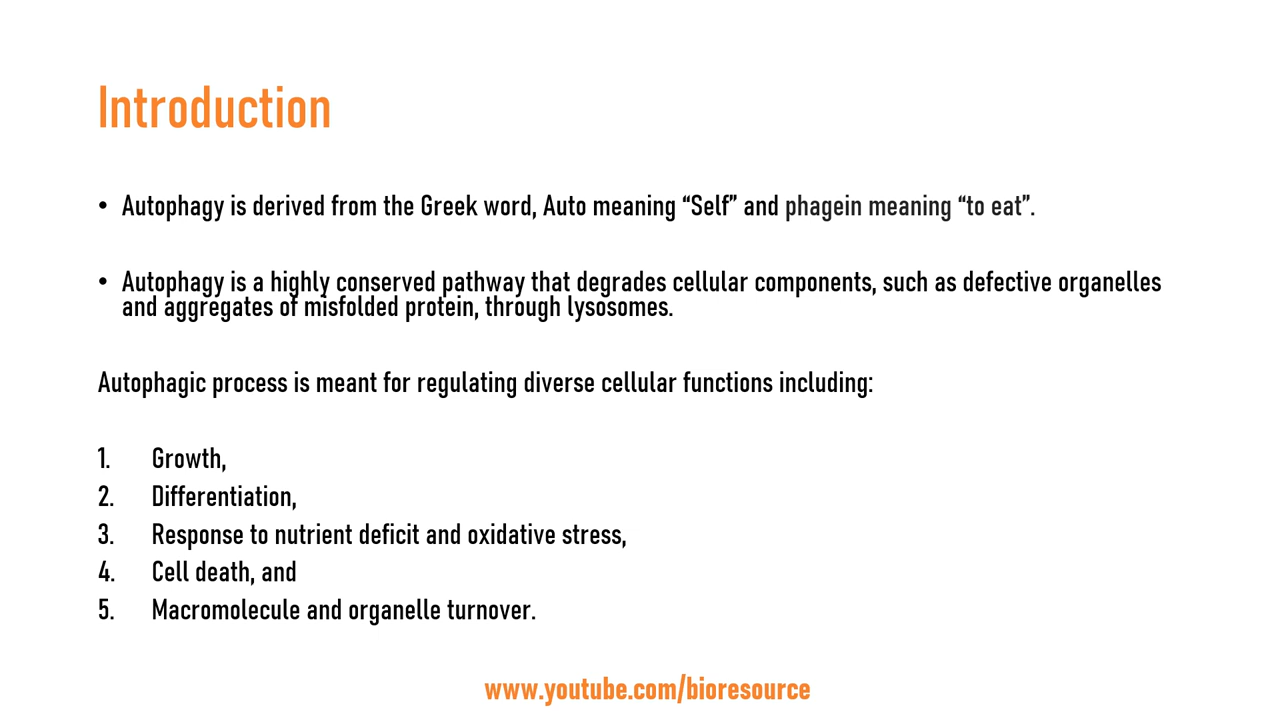 Introduction
• Autophagy is derived from the Greek word, Auto meaning “Self” and phagein meaning “to eat”.
• Autophagy is a highly conserved pathway that degrades cellular components, such as defective organelles
and aggregates of misfolded protein, through lysosomes.
Autophagic process is meant for regulating diverse cellular functions including:
1. Growth,
2. Differentiation,
3. Response to nutrient deficit and oxidative stress,
4. Cell death, and
5. Macromolecule and organelle turnover.
www.youtube.com/bioresource